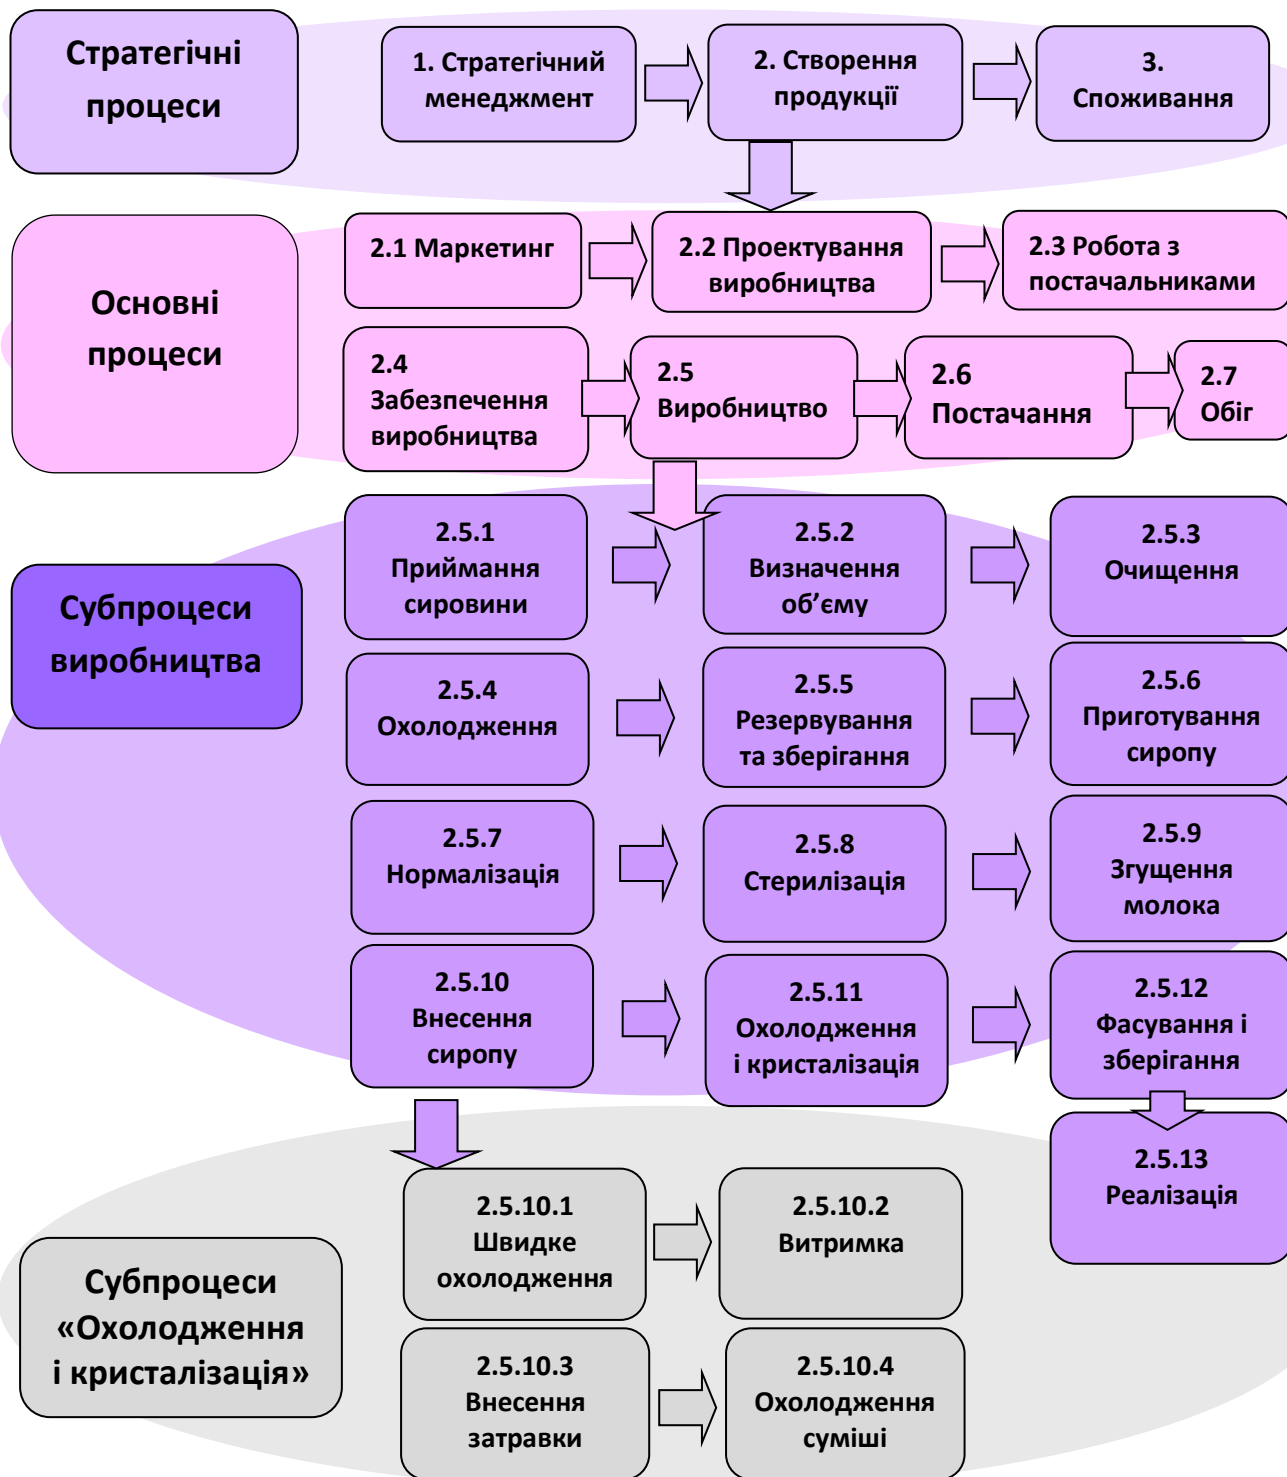 Стратегічні
процеси
1. Стратегічний
менеджмент
2. Створення
продукції
3.
Споживання
Основні
процеси
2.1 Маркетинг
2.2 Проектування
виробництва
2.3 Робота з
постачальниками
2.4
Забезпечення
виробництва
2.5
Виробництво
2.6
Постачання
2.7
Обіг
Субпроцеси
виробництва
2.5.1
Приймання
сировини
2.5.2
Визначення
об’єму
2.5.3
Очищення
2.5.4
Охолодження
2.5.5
Резервування
та зберігання
2.5.6
Приготування
сиропу
2.5.7
Нормалізація
2.5.8
Стерилізація
2.5.9
Згущення
молока
2.5.10
Внесення
сиропу
2.5.11
Охолодження
і кристалізація
2.5.12
Фасування і
зберігання
2.5.13
Реалізація
Субпроцеси
«Охолодження
і кристалізація»
2.5.10.1
Швидке
охолодження
2.5.10.2
Витримка
2.5.10.3
Внесення
затравки
2.5.10.4
Охолодження
суміші